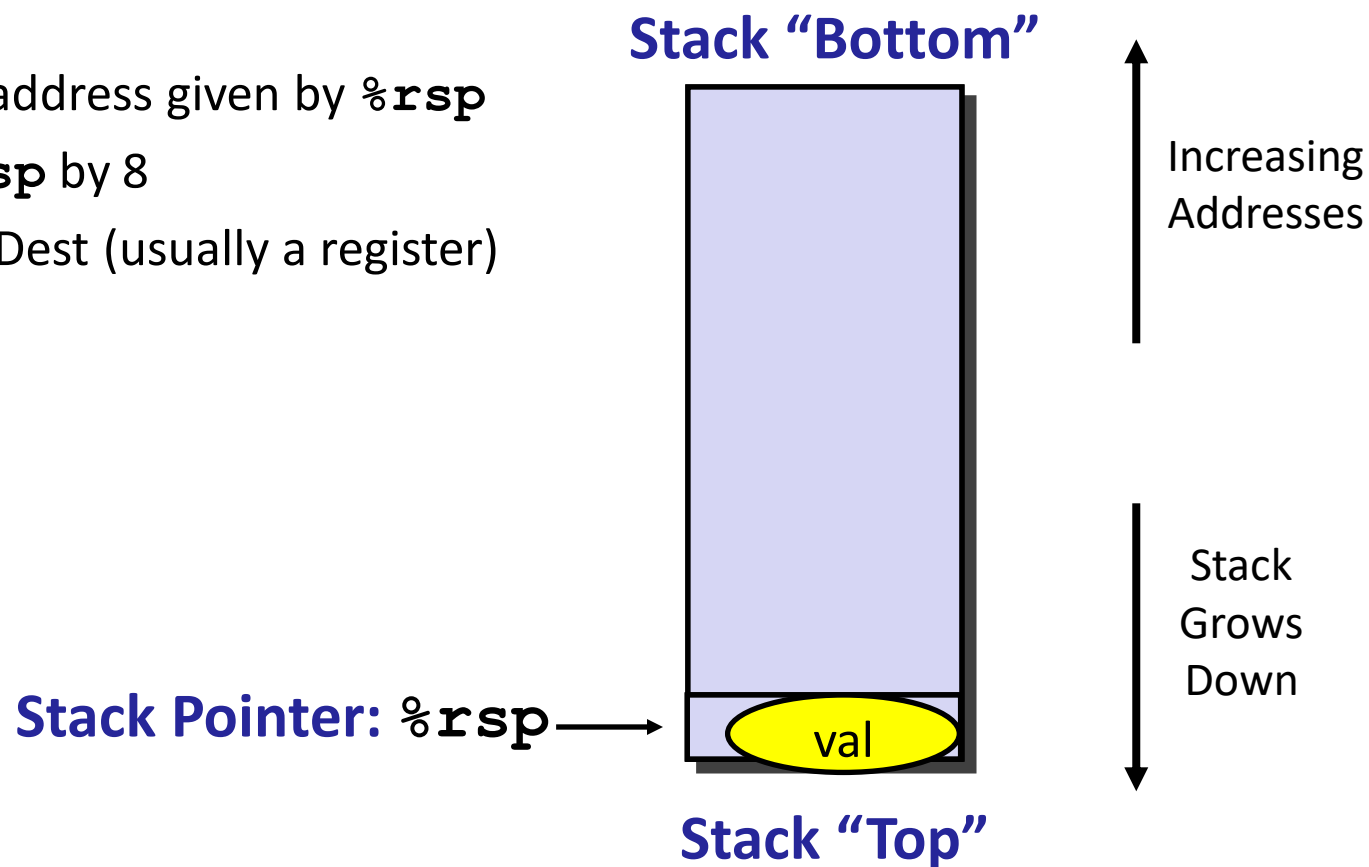 Stack “Bottom”
address given by %rsp
sp by 8
Dest (usually a register)
Increasing
Addresses
Stack
Grows
Down
Stack Pointer: %rsp
val
Stack “Top”